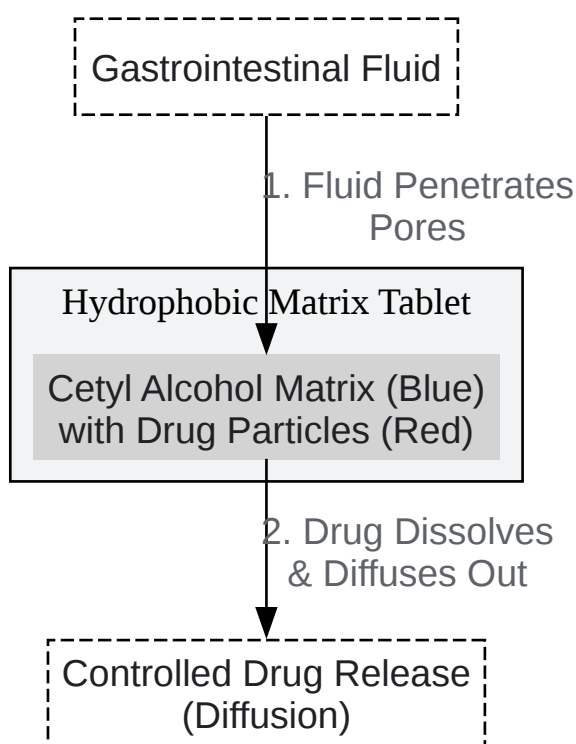 Gastrointestinal Fluid
1. Fluid Penetrates
Pores
Hydrophobic Matrix Tablet
Cetyl Alcohol Matrix (Blue)
with Drug Particles (Red)
2. Drug Dissolves
& Diffuses Out
Controlled Drug Release
(Diffusion)